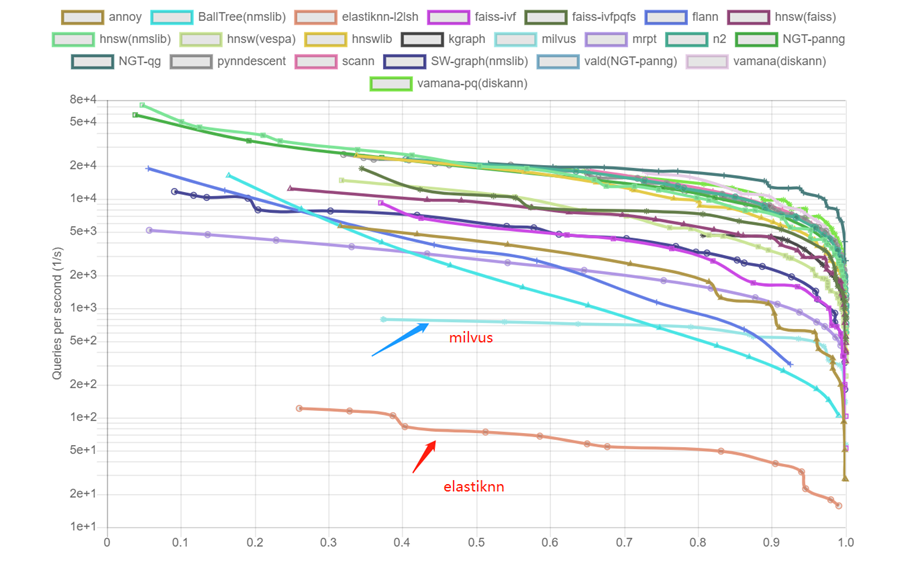 annoy BallTree(nmslib) elastiknn-l2lsh faiss-ivf faiss-ivfpqfs flann hnsw(faiss)
hnsw(nmslib) hnsw(vespa) hnswlib kgraph milvus mrpt n2 NGT-panng
NGT-qg pynndescent scann SW-graph(nmslib) vald(NGT-panng) vamana(diskann)
vamana-pq(diskann)
8e+4
5e+4
2e+4
1e+4
5e+3
2e+3
1e+3
5e+2
2e+2
1e+2
5e+1
2e+1
1e+1
Queries per second (1/s)
milvus
elastiknn
0 0.1 0.2 0.3 0.4 0.5 0.6 0.7 0.8 0.9 1.0